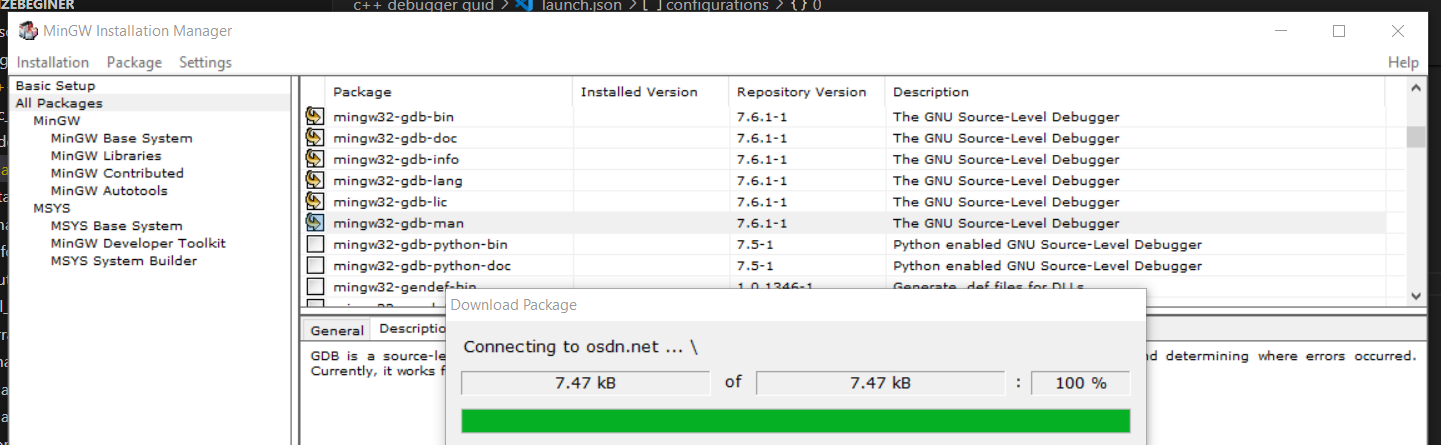 ZEBEGINER
c++ debugger guid > launch.json > [ ] configurations > { } 0
MinGW Installation Manager
Installation Package Settings Help
Basic Setup
All Packages
MinGW
MinGW Base System
MinGW Libraries
MinGW Contributed
MinGW Autotools
MSYS
MSYS Base System
MinGW Developer Toolkit
MSYS System Builder
Package Installed Version Repository Version Description
mingw32-gdb-bin 7.6.1-1 The GNU Source-Level Debugger
mingw32-gdb-doc 7.6.1-1 The GNU Source-Level Debugger
mingw32-gdb-info 7.6.1-1 The GNU Source-Level Debugger
mingw32-gdb-lang 7.6.1-1 The GNU Source-Level Debugger
mingw32-gdb-lic 7.6.1-1 The GNU Source-Level Debugger
mingw32-gdb-man 7.6.1-1 The GNU Source-Level Debugger
mingw32-gdb-python-bin 7.5-1 Python enabled GNU Source-Level Debugger
mingw32-gdb-python-doc 7.5-1 Python enabled GNU Source-Level Debugger
mingw32-gendef-bin 1.0.1346-1 Generate .def files for DLLs
General Descriptio
GDB is a source-le nd determining where errors occurred.
Currently, it works f
Download Package
Connecting to osdn.net ... \
7.47 kB of 7.47 kB : 100 %